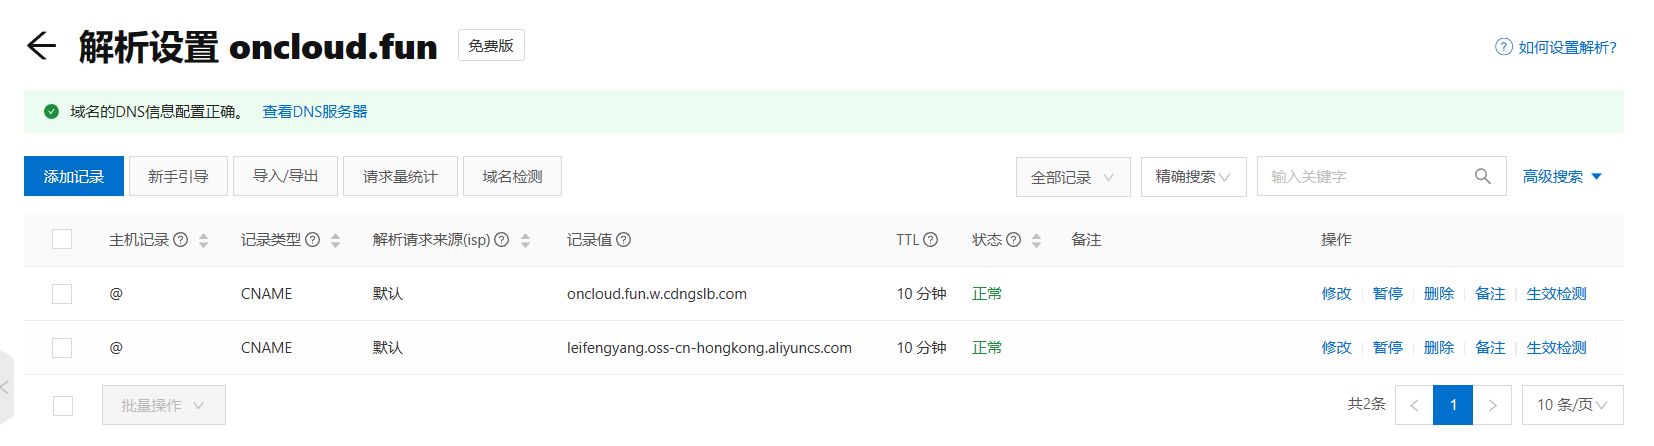 解析设置 oncloud.fun 免费版 如何设置解析?
域名的DNS信息配置正确。 查看DNS服务器
添加记录 新手引导 导入/导出 请求量统计 域名检测 全部记录 精确搜索 输入关键字 高级搜索
主机记录 记录类型 解析请求来源(isp) 记录值 TTL 状态 备注 操作
@ CNAME 默认 oncloud.fun.w.cdngslb.com 10 分钟 正常 修改 暂停 删除 备注 生效检测
@ CNAME 默认 leifengyang.oss-cn-hongkong.aliyuncs.com 10 分钟 正常 修改 暂停 删除 备注 生效检测
批量操作 共2条 1 10 条/页